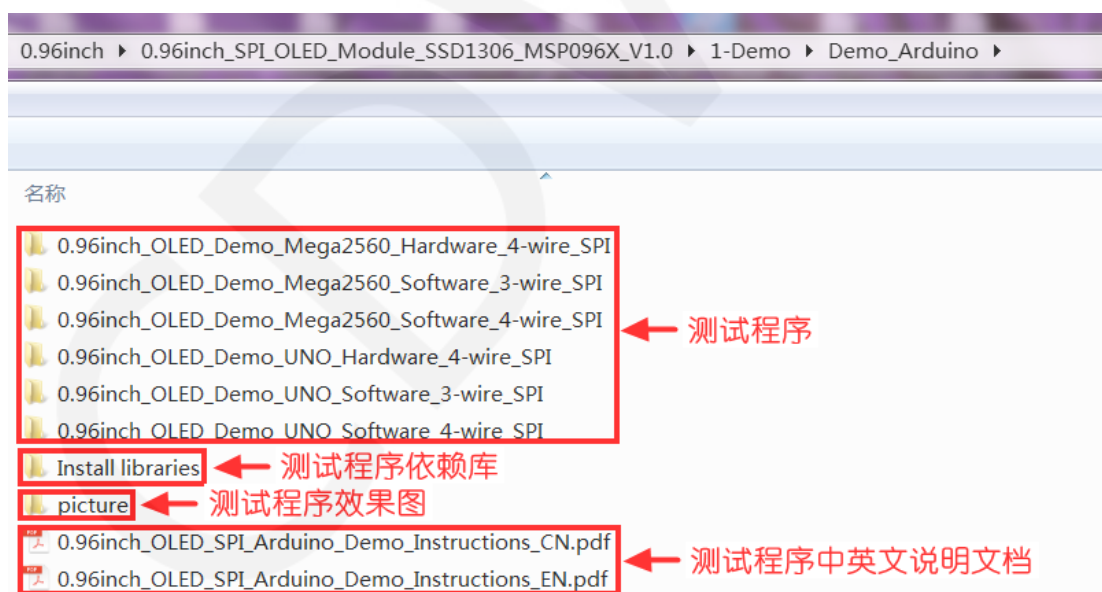 0.96inch ▸ 0.96inch_SPI_OLED_Module_SSD1306_MSP096X_V1.0 ▸ 1-Demo ▸ Demo_Arduino ▸
名称
0.96inch_OLED_Demo_Mega2560_Hardware_4-wire_SPI
0.96inch_OLED_Demo_Mega2560_Software_3-wire_SPI
0.96inch_OLED_Demo_Mega2560_Software_4-wire_SPI
测试程序
0.96inch_OLED_Demo_UNO_Hardware_4-wire_SPI
0.96inch_OLED_Demo_UNO_Software_3-wire_SPI
0.96inch_OLED_Demo_UNO_Software_4-wire_SPI
Install libraries 测试程序依赖库
picture 测试程序效果图
0.96inch_OLED_SPI_Arduino_Demo_Instructions_CN.pdf
测试程序中英文说明文档
0.96inch_OLED_SPI_Arduino_Demo_Instructions_EN.pdf